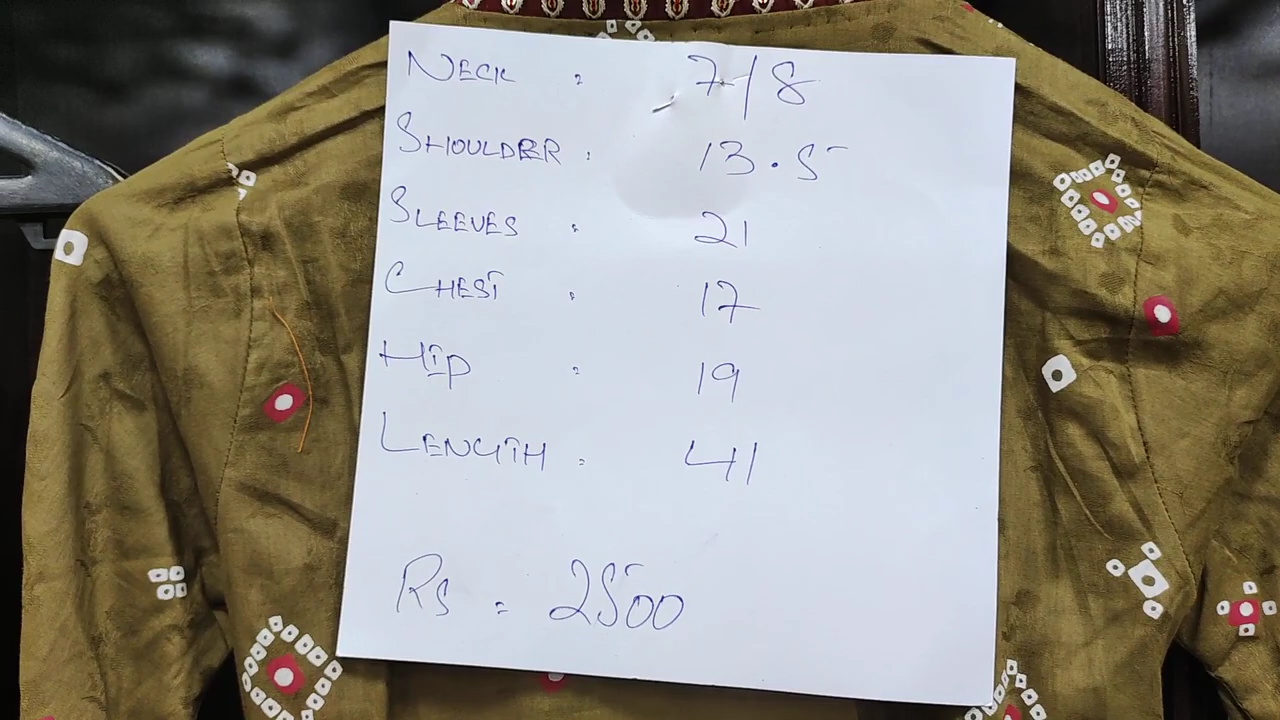 NECK : 7/8
SHOULDER : 13.5
SLEEVES : 21
CHEST : 17
HIP : 19
LENGTH : 41
Rs : 2500